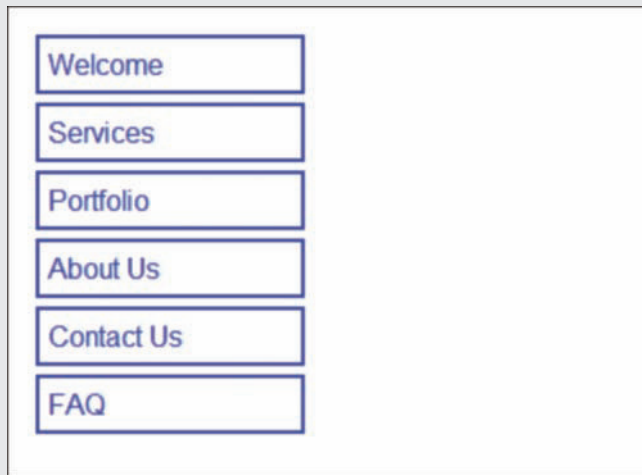 Welcome
Services
Portfolio
About Us
Contact Us
FAQ